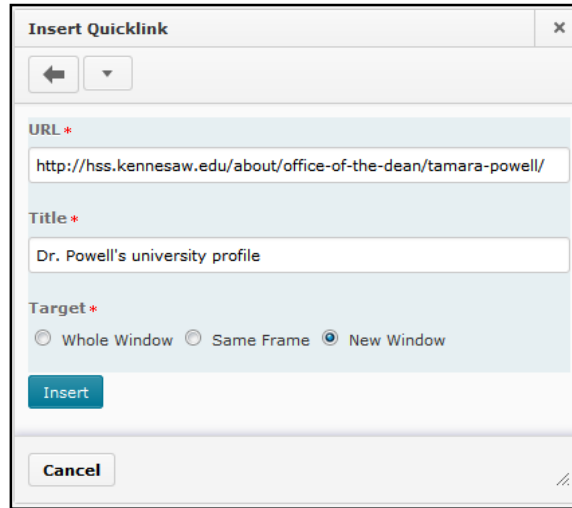 Insert Quicklink
URL *
http://hss.kennesaw.edu/about/office-of-the-dean/tamara-powell/
Title *
Dr. Powell's university profile
Target *
Whole Window Same Frame New Window
Insert
Cancel